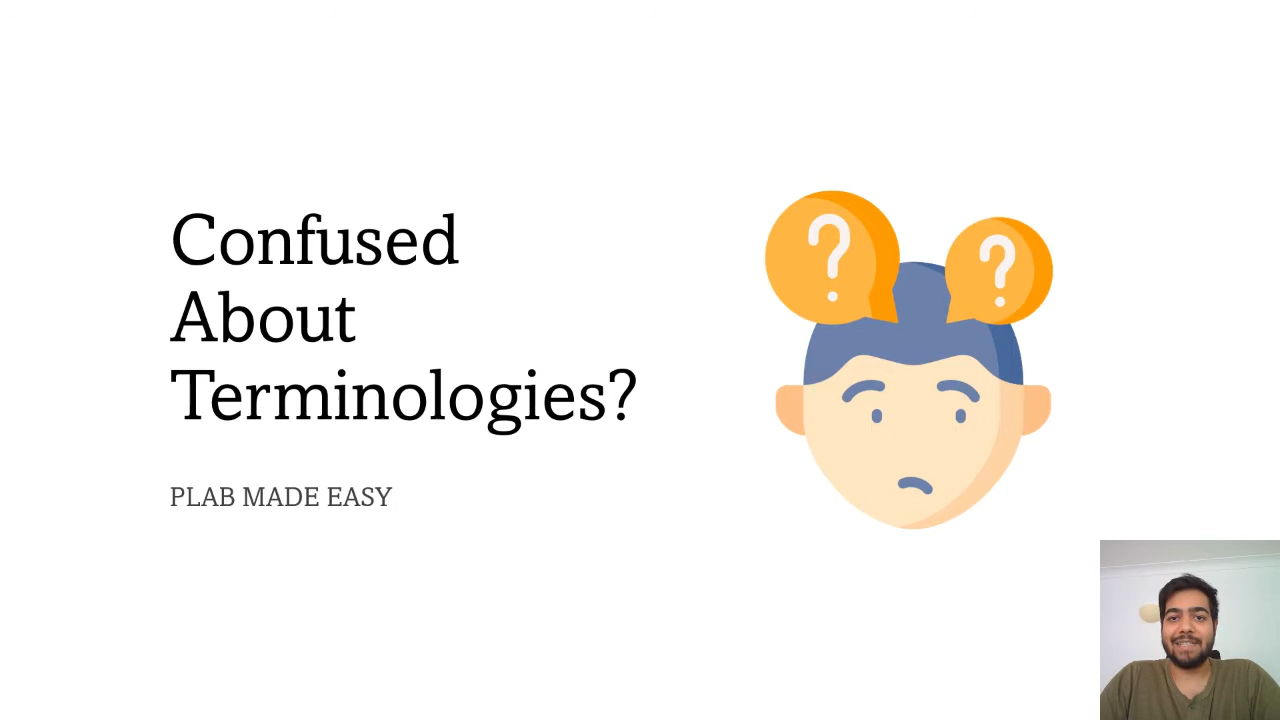 Confused
About
Terminologies?
PLAB MADE EASY
? ?